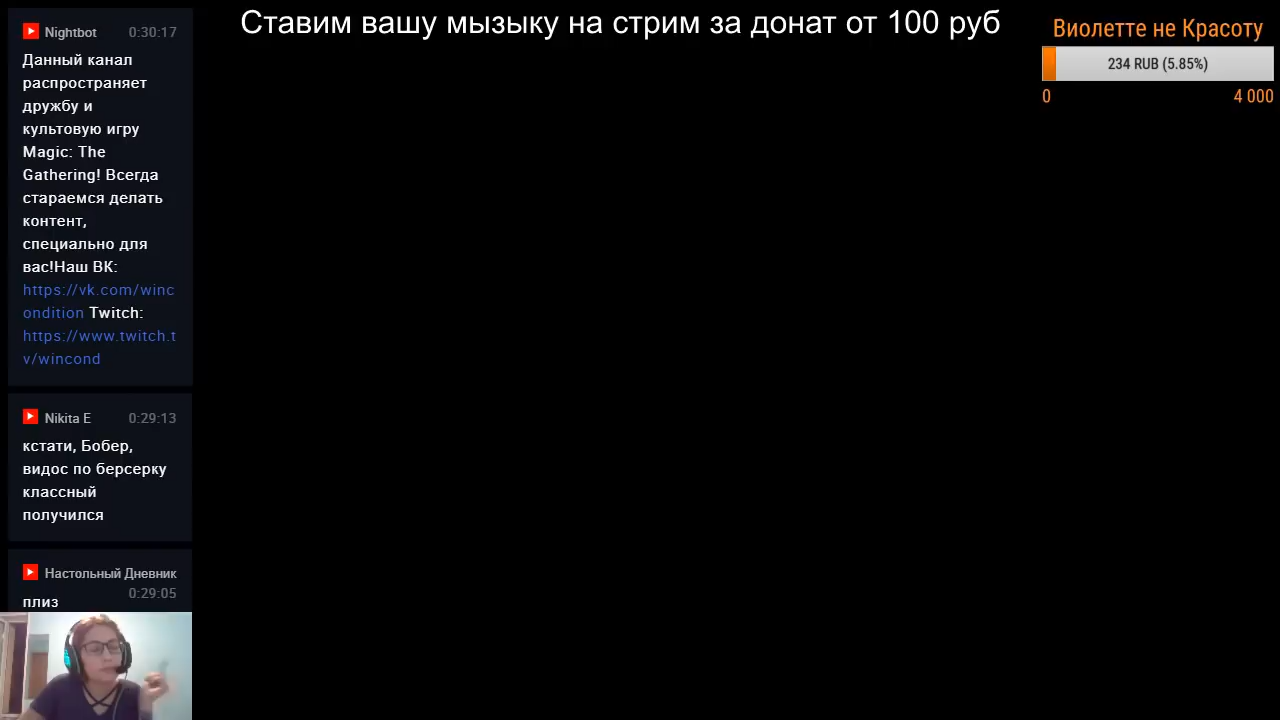 Ставим вашу мызыку на стрим за донат от 100 руб
Виолетте не Красоту
234 RUB (5.85%)
0 4 000
Nightbot 0:30:17
Данный канал
распространяет
дружбу и
культовую игру
Magic: The
Gathering! Всегда
стараемся делать
контент,
специально для
вас!Наш ВК:
https://vk.com/winc
ondition Twitch:
https://www.twitch.t
v/wincond
Nikita E 0:29:13
кстати, Бобер,
видос по берсерку
классный
получился
Настольный Дневник
0:29:05
плиз